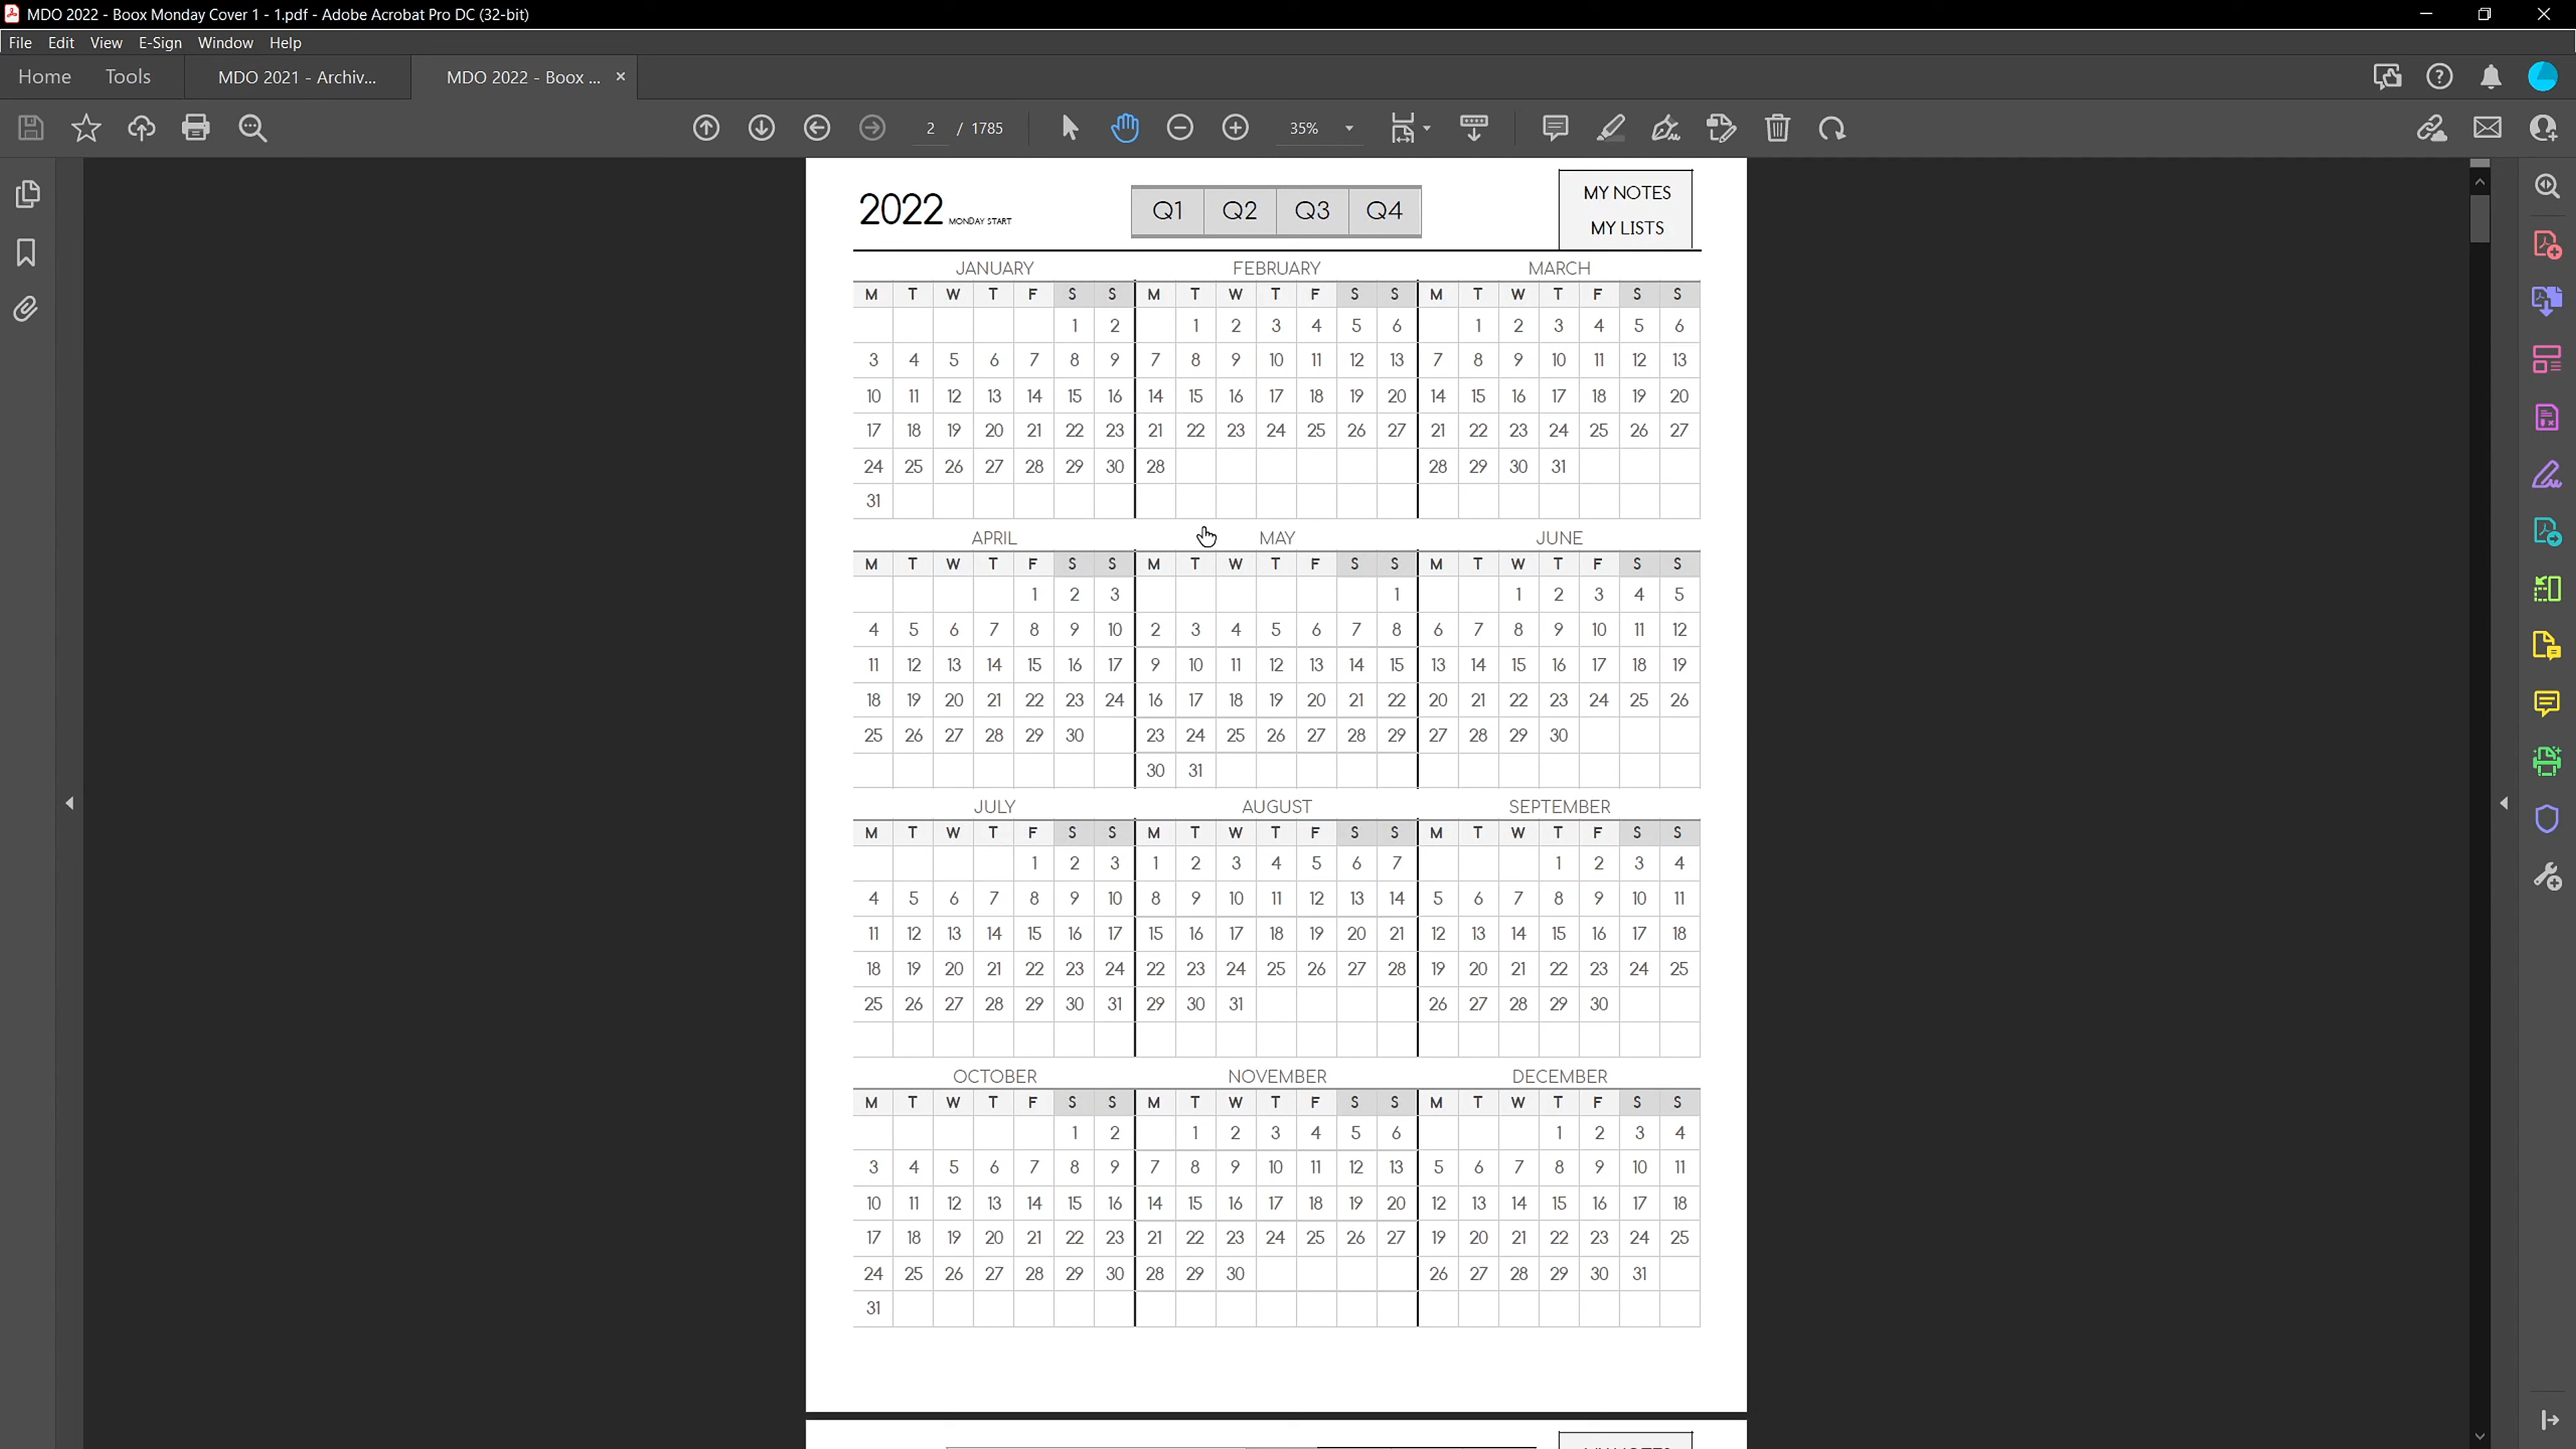 MDO 2022 - Boox Monday Cover 1 - 1.pdf - Adobe Acrobat Pro DC (32-bit)
File Edit View E-Sign Window Help
Home Tools MDO 2021 - Archiv... MDO 2022 - Boox ...
2 / 1785 35%
2022 MONDAY START Q1 Q2 Q3 Q4 MY NOTES
MY LISTS
JANUARY FEBRUARY MARCH
M T W T F S S M T W T F S S M T W T F S S
1 2 1 2 3 4 5 6 1 2 3 4 5 6
3 4 5 6 7 8 9 7 8 9 10 11 12 13 7 8 9 10 11 12 13
10 11 12 13 14 15 16 14 15 16 17 18 19 20 14 15 16 17 18 19 20
17 18 19 20 21 22 23 21 22 23 24 25 26 27 21 22 23 24 25 26 27
24 25 26 27 28 29 30 28 28 29 30 31
31
APRIL MAY JUNE
M T W T F S S M T W T F S S M T W T F S S
1 2 3 1 1 2 3 4 5
4 5 6 7 8 9 10 2 3 4 5 6 7 8 6 7 8 9 10 11 12
11 12 13 14 15 16 17 9 10 11 12 13 14 15 13 14 15 16 17 18 19
18 19 20 21 22 23 24 16 17 18 19 20 21 22 20 21 22 23 24 25 26
25 26 27 28 29 30 23 24 25 26 27 28 29 27 28 29 30
30 31
JULY AUGUST SEPTEMBER
M T W T F S S M T W T F S S M T W T F S S
1 2 3 1 2 3 4 5 6 7 1 2 3 4
4 5 6 7 8 9 10 8 9 10 11 12 13 14 5 6 7 8 9 10 11
11 12 13 14 15 16 17 15 16 17 18 19 20 21 12 13 14 15 16 17 18
18 19 20 21 22 23 24 22 23 24 25 26 27 28 19 20 21 22 23 24 25
25 26 27 28 29 30 31 29 30 31 26 27 28 29 30
OCTOBER NOVEMBER DECEMBER
M T W T F S S M T W T F S S M T W T F S S
1 2 1 2 3 4 5 6 1 2 3 4
3 4 5 6 7 8 9 7 8 9 10 11 12 13 5 6 7 8 9 10 11
10 11 12 13 14 15 16 14 15 16 17 18 19 20 12 13 14 15 16 17 18
17 18 19 20 21 22 23 21 22 23 24 25 26 27 19 20 21 22 23 24 25
24 25 26 27 28 29 30 28 29 30 26 27 28 29 30 31
31